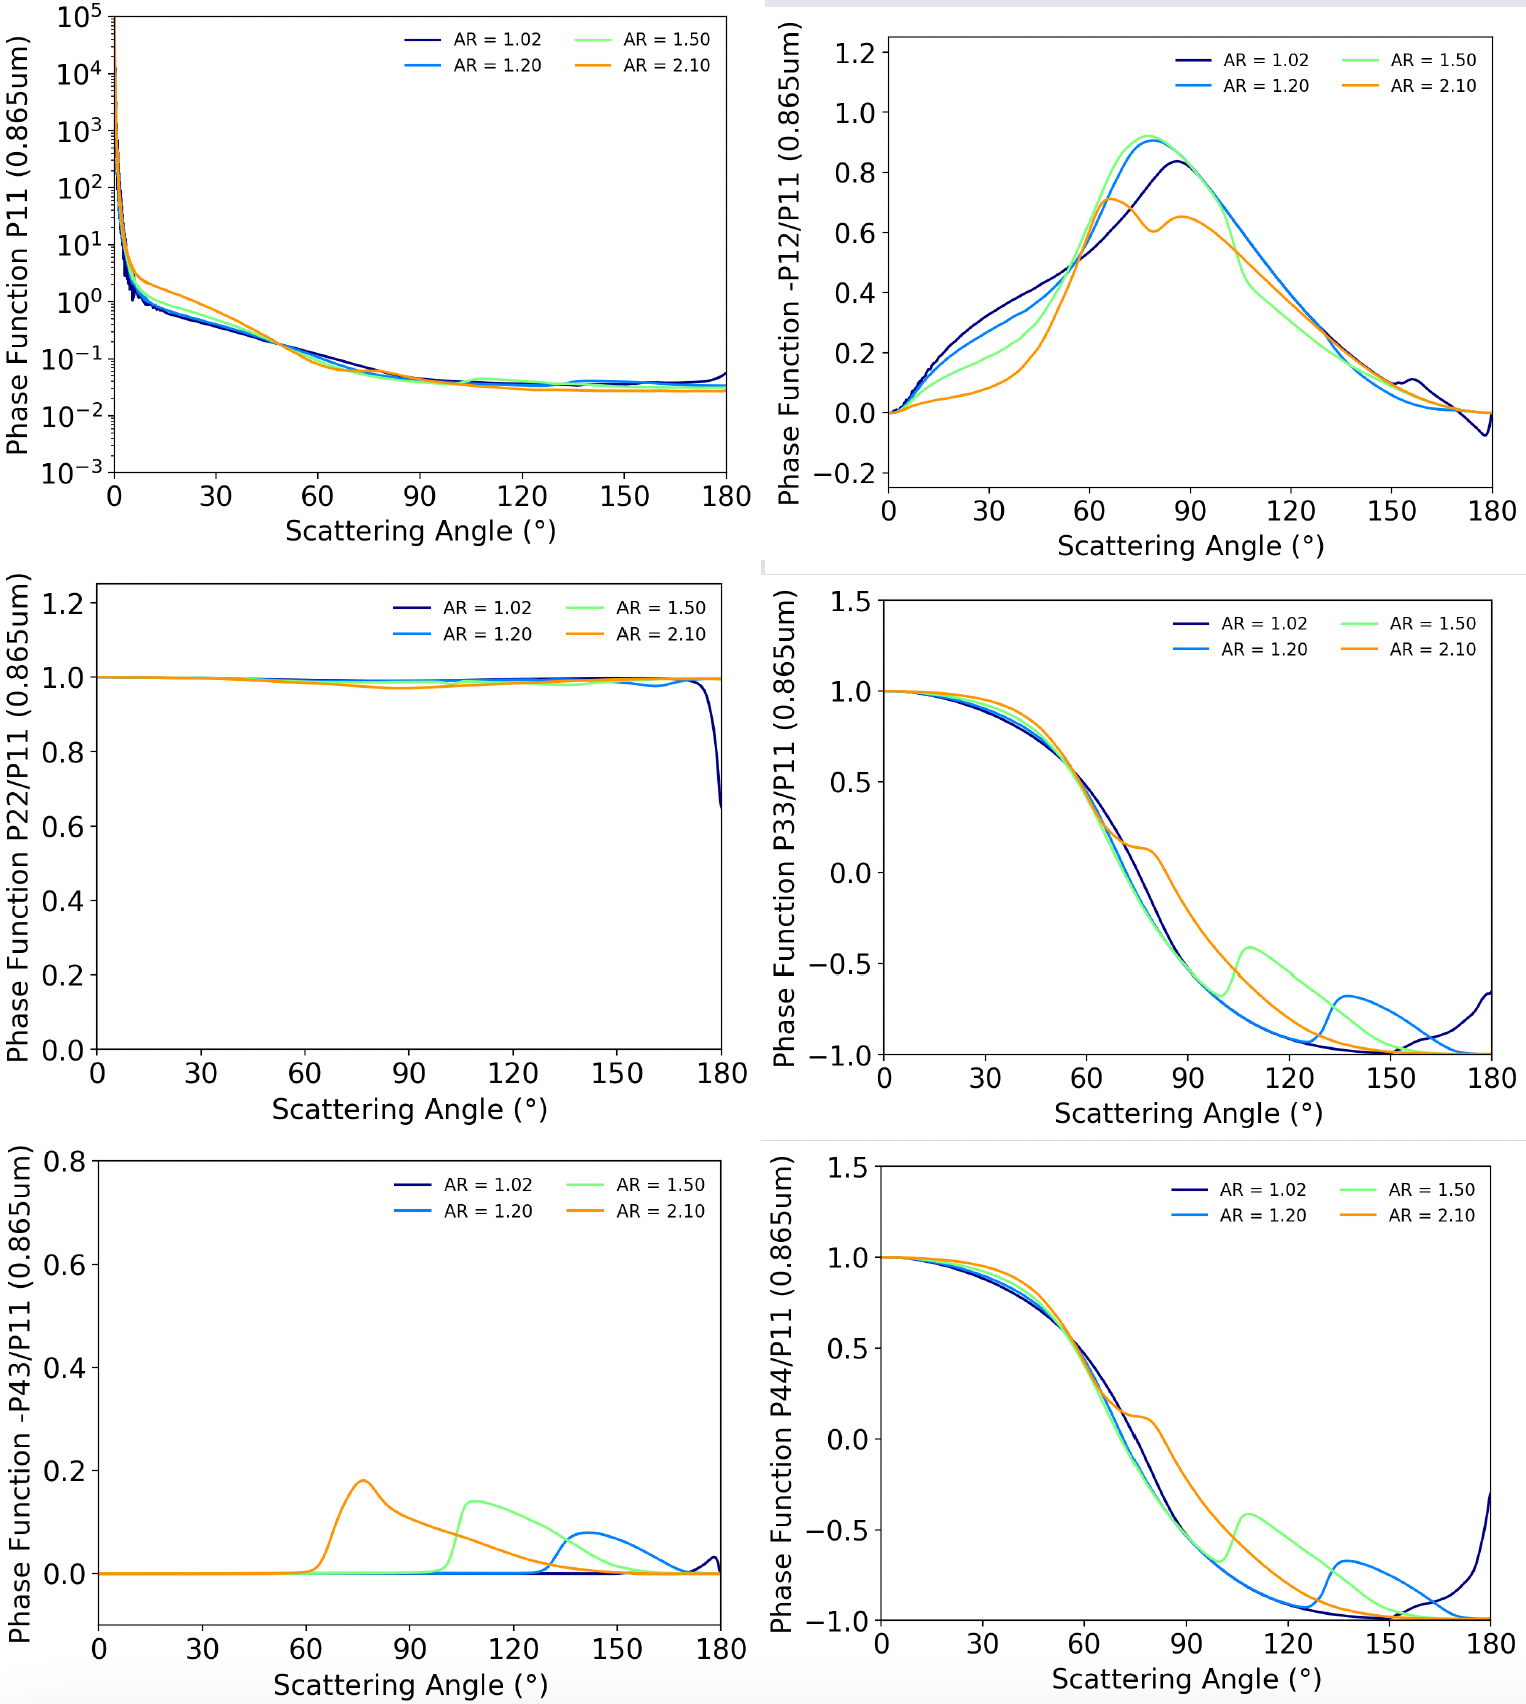 Phase Function P11 (0.865um)
10⁵
10⁴
10³
10²
10¹
10⁰
10⁻¹
10⁻²
10⁻³
AR = 1.02 AR = 1.50
AR = 1.20 AR = 2.10
0 30 60 90 120 150 180
Scattering Angle (°)
Phase Function -P12/P11 (0.865um)
1.2
1.0
0.8
0.6
0.4
0.2
0.0
−0.2
AR = 1.02 AR = 1.50
AR = 1.20 AR = 2.10
0 30 60 90 120 150 180
Scattering Angle (°)
Phase Function P22/P11 (0.865um)
1.2
1.0
0.8
0.6
0.4
0.2
0.0
AR = 1.02 AR = 1.50
AR = 1.20 AR = 2.10
0 30 60 90 120 150 180
Scattering Angle (°)
Phase Function P33/P11 (0.865um)
1.5
1.0
0.5
0.0
−0.5
−1.0
AR = 1.02 AR = 1.50
AR = 1.20 AR = 2.10
0 30 60 90 120 150 180
Scattering Angle (°)
Phase Function -P43/P11 (0.865um)
0.8
0.6
0.4
0.2
0.0
AR = 1.02 AR = 1.50
AR = 1.20 AR = 2.10
0 30 60 90 120 150 180
Scattering Angle (°)
Phase Function P44/P11 (0.865um)
1.5
1.0
0.5
0.0
−0.5
−1.0
AR = 1.02 AR = 1.50
AR = 1.20 AR = 2.10
0 30 60 90 120 150 180
Scattering Angle (°)